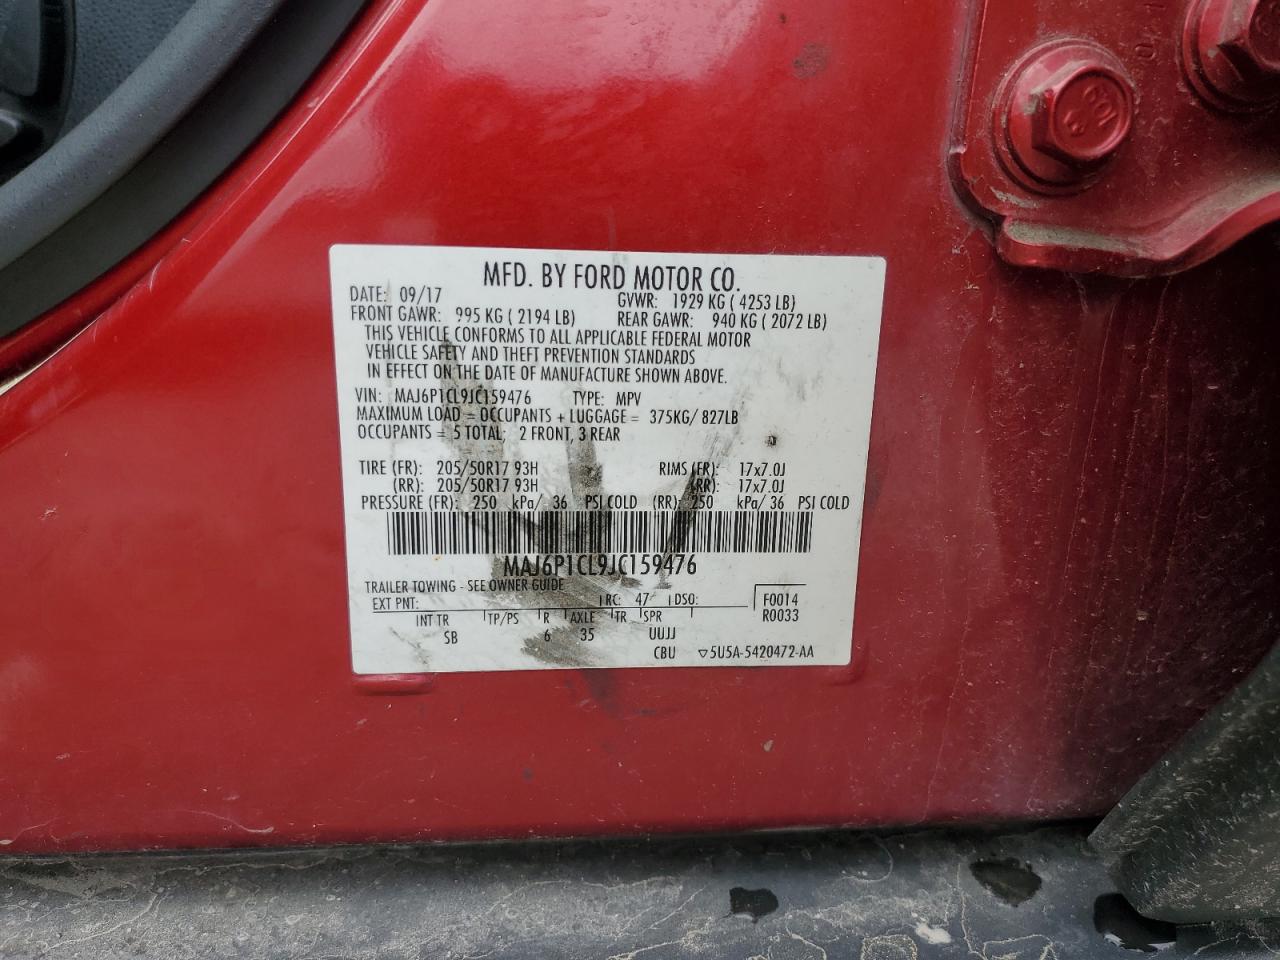 MFD. BY FORD MOTOR CO.
DATE: 09/17 GVWR: 1929 KG ( 4253 LB)
FRONT GAWR: 995 KG ( 2194 LB) REAR GAWR: 940 KG ( 2072 LB)
THIS VEHICLE CONFORMS TO ALL APPLICABLE FEDERAL MOTOR
VEHICLE SAFETY AND THEFT PREVENTION STANDARDS
IN EFFECT ON THE DATE OF MANUFACTURE SHOWN ABOVE.
VIN: MAJ6P1CL9JC159476 TYPE: MPV
MAXIMUM LOAD = OCCUPANTS + LUGGAGE = 375KG/ 827LB
OCCUPANTS = 5 TOTAL; 2 FRONT, 3 REAR
TIRE (FR): 205/50R17 93H RIMS (FR): 17x7.0J
(RR): 205/50R17 93H (RR): 17x7.0J
PRESSURE (FR): 250 kPa/ 36 PSI COLD (RR): 250 kPa/ 36 PSI COLD
MAJ6P1CL9JC159476
TRAILER TOWING - SEE OWNER GUIDE
EXT PNT: RC: 47 DSO: F0014
R0033
INT TR TP/PS R AXLE TR SPR
SB 6 35 UUJJ
CBU ▽5U5A-5420472-AA